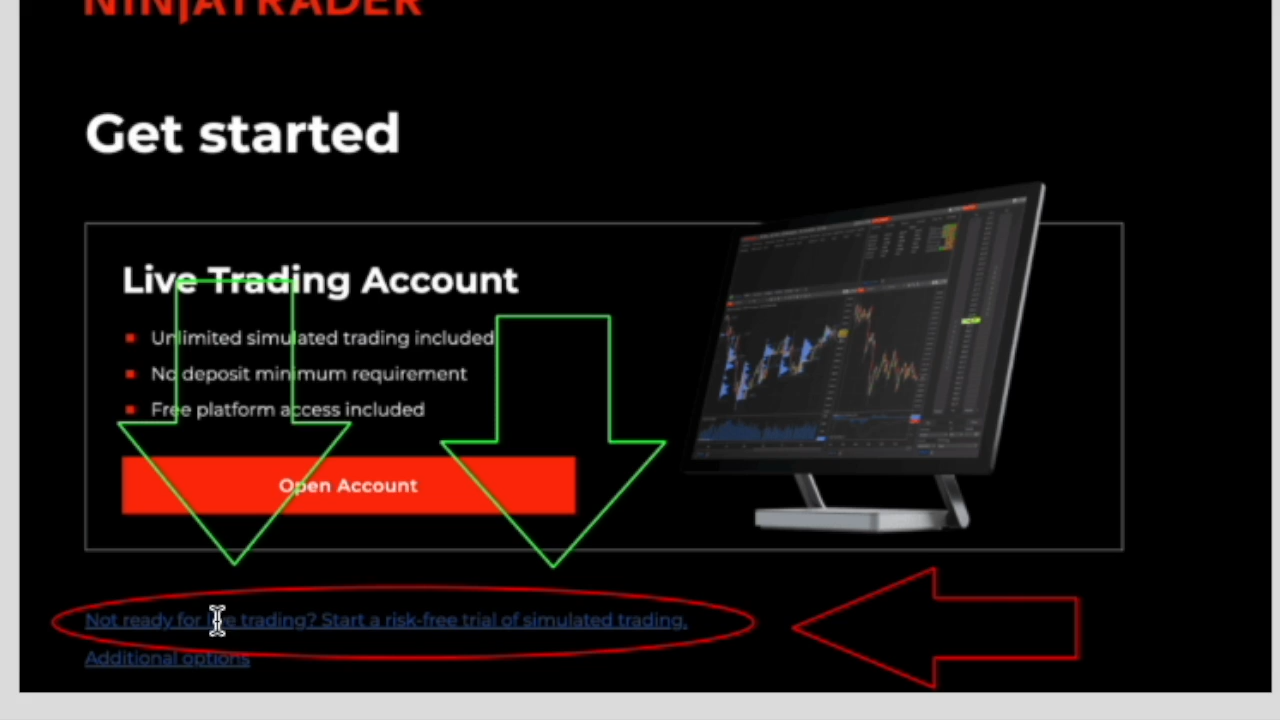 NINJATRADER
Get started
Live Trading Account
Unlimited simulated trading included
No deposit minimum requirement
Free platform access included
Open Account
Not ready for live trading? Start a risk-free trial of simulated trading.
Additional options